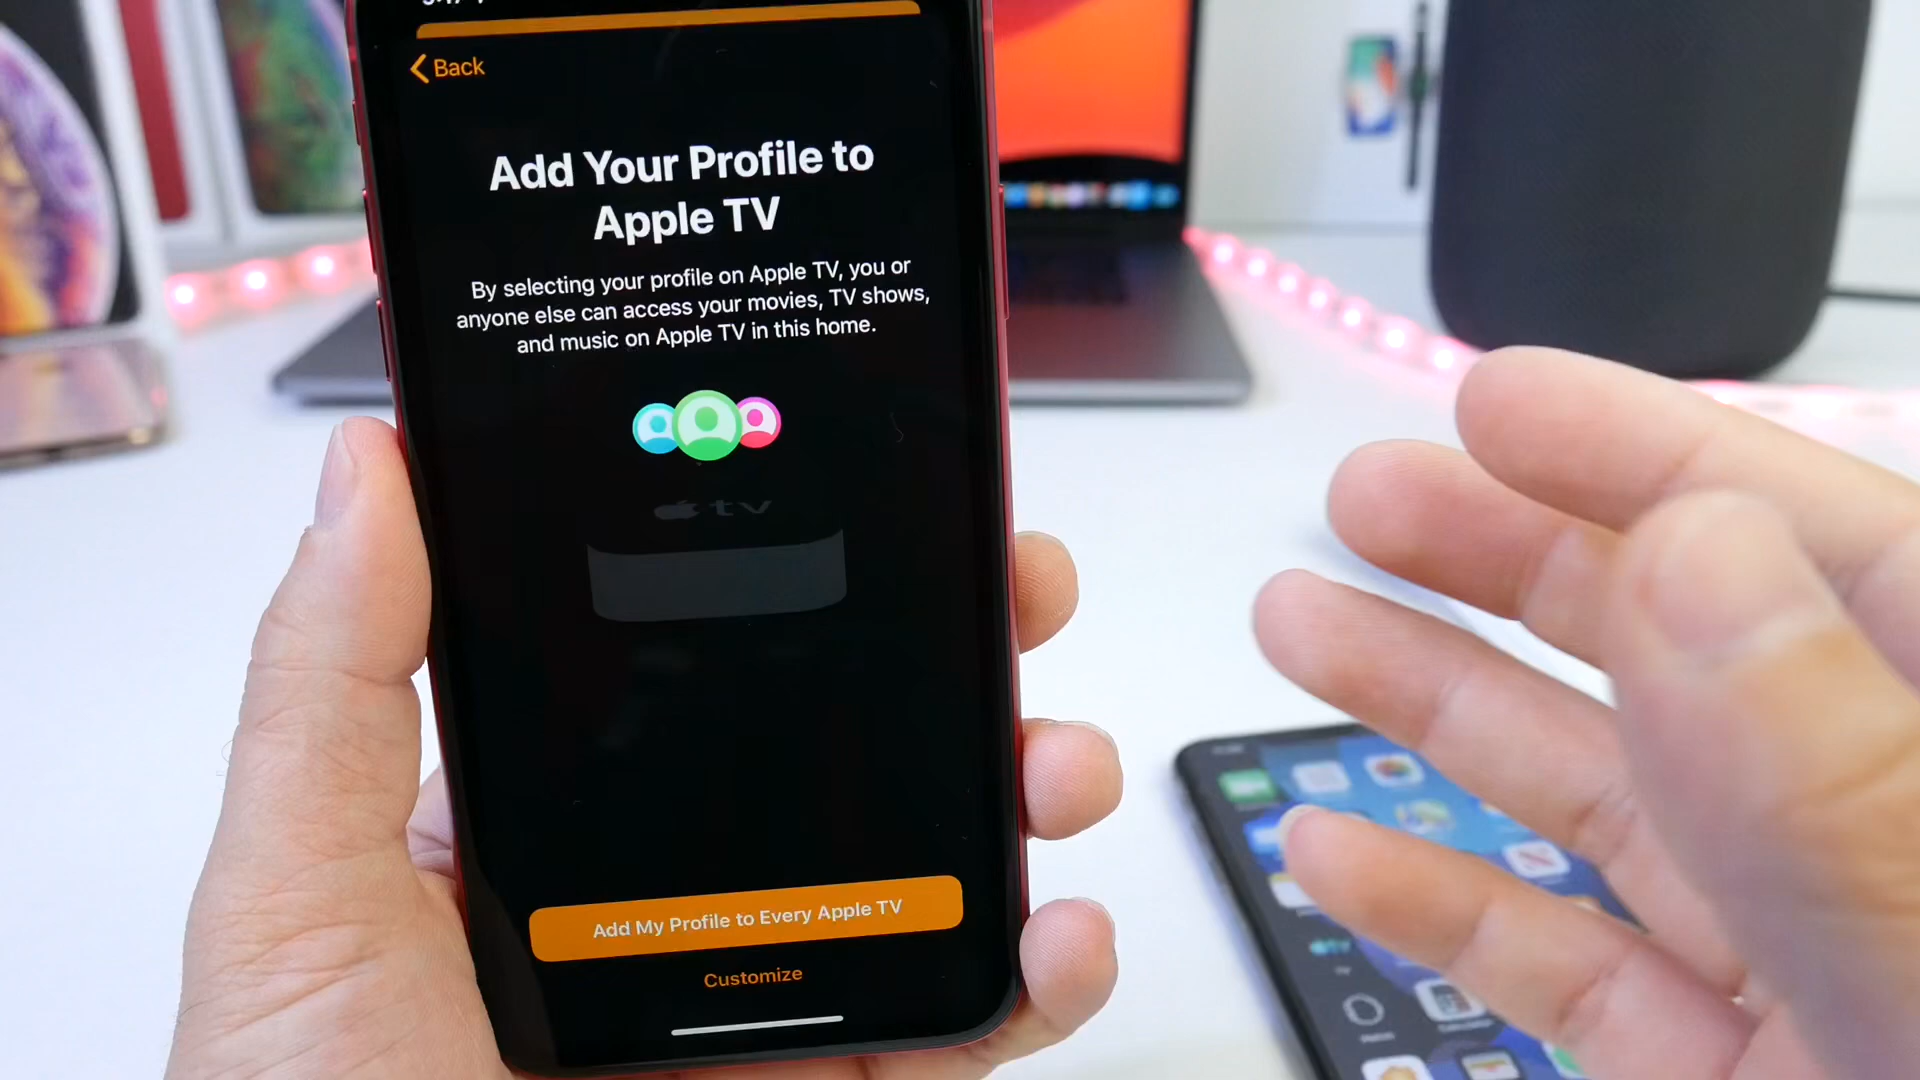 Back
Add Your Profile to
Apple TV
By selecting your profile on Apple TV, you or
anyone else can access your movies, TV shows,
and music on Apple TV in this home.
tv
Add My Profile to Every Apple TV
Customize